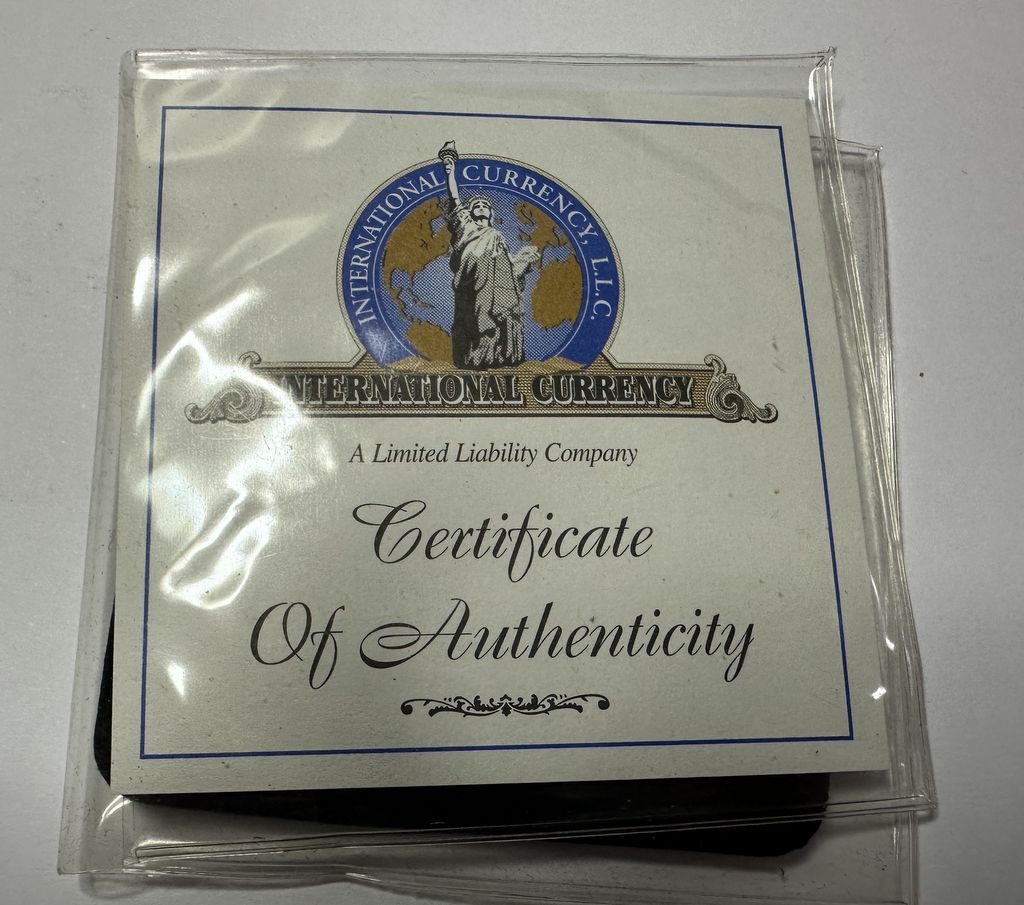 INTERNATIONAL CURRENCY, L.L.C.
INTERNATIONAL CURRENCY
A Limited Liability Company
Certificate
Of Authenticity